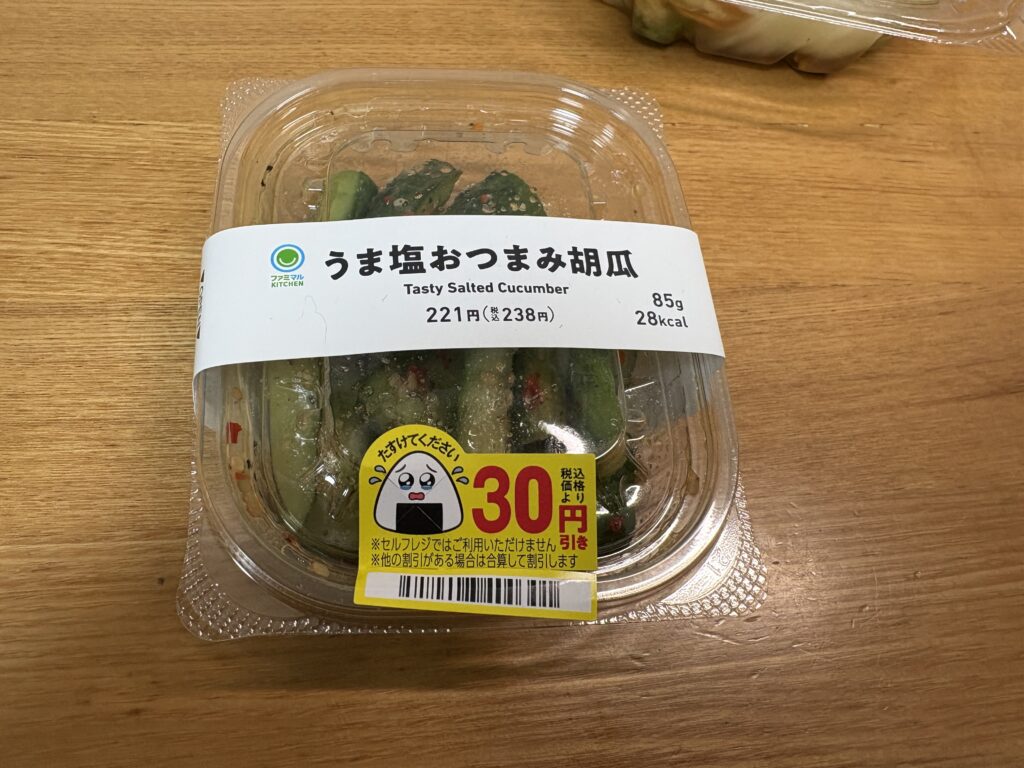 うま塩おつまみ胡瓜
ファミマル
KITCHEN
Tasty Salted Cucumber
221円(税込238円)
85g
28kcal
たすけてください
30円引き
税込価格より
※セルフレジではご利用いただけません
※他の割引がある場合は合算して割引します